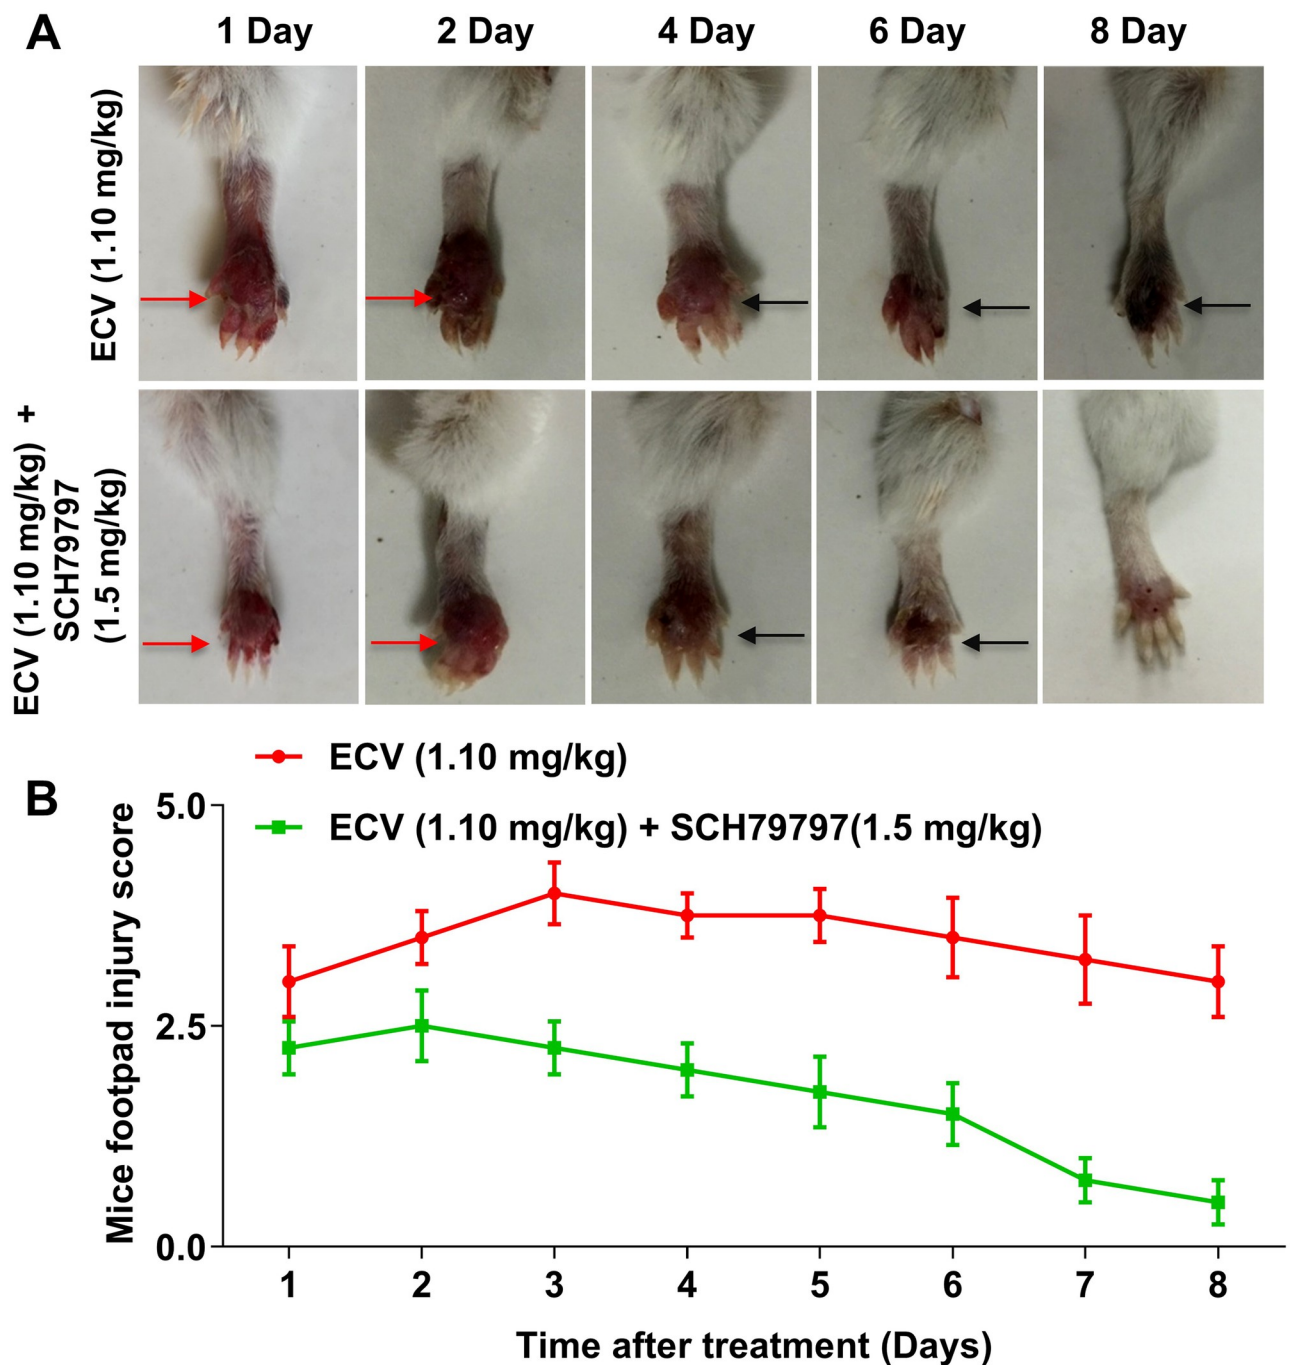 A
1 Day
2 Day
4 Day
6 Day
8 Day
ECV (1.10 mg/kg)
ECV (1.10 mg/kg) +
SCH79797
(1.5 mg/kg)
ECV (1.10 mg/kg)
B
ECV (1.10 mg/kg) + SCH79797(1.5 mg/kg)
Mice footpad injury score
5.0
2.5
0.0
1 2 3 4 5 6 7 8
Time after treatment (Days)